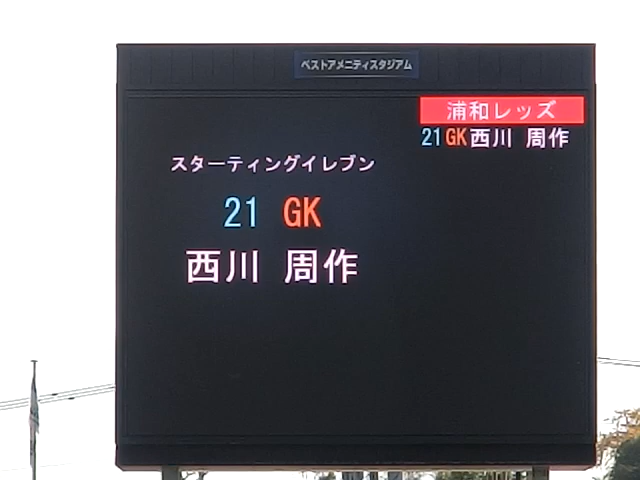 ベストアメニティスタジアム
浦和レッズ
21 GK 西川 周作
スターティングイレブン
21 GK
西川 周作